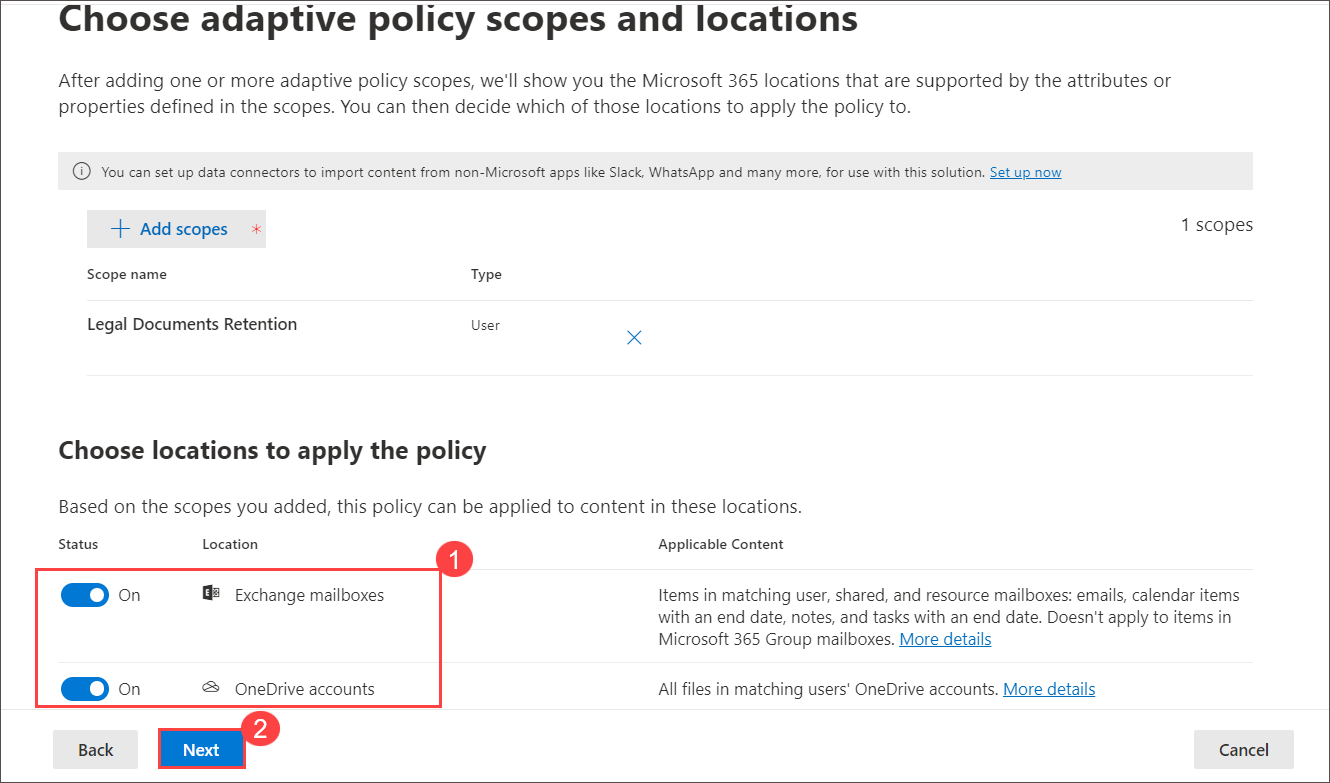 Choose adaptive policy scopes and locations
After adding one or more adaptive policy scopes, we'll show you the Microsoft 365 locations that are supported by the attributes or
properties defined in the scopes. You can then decide which of those locations to apply the policy to.
You can set up data connectors to import content from non-Microsoft apps like Slack, WhatsApp and many more, for use with this solution. Set up now
Add scopes *
1 scopes
Scope name Type
Legal Documents Retention User
Choose locations to apply the policy
Based on the scopes you added, this policy can be applied to content in these locations.
Status Location Applicable Content
1
On Exchange mailboxes
Items in matching user, shared, and resource mailboxes: emails, calendar items
with an end date, notes, and tasks with an end date. Doesn't apply to items in
Microsoft 365 Group mailboxes. More details
On OneDrive accounts All files in matching users' OneDrive accounts. More details
2
Back Next Cancel